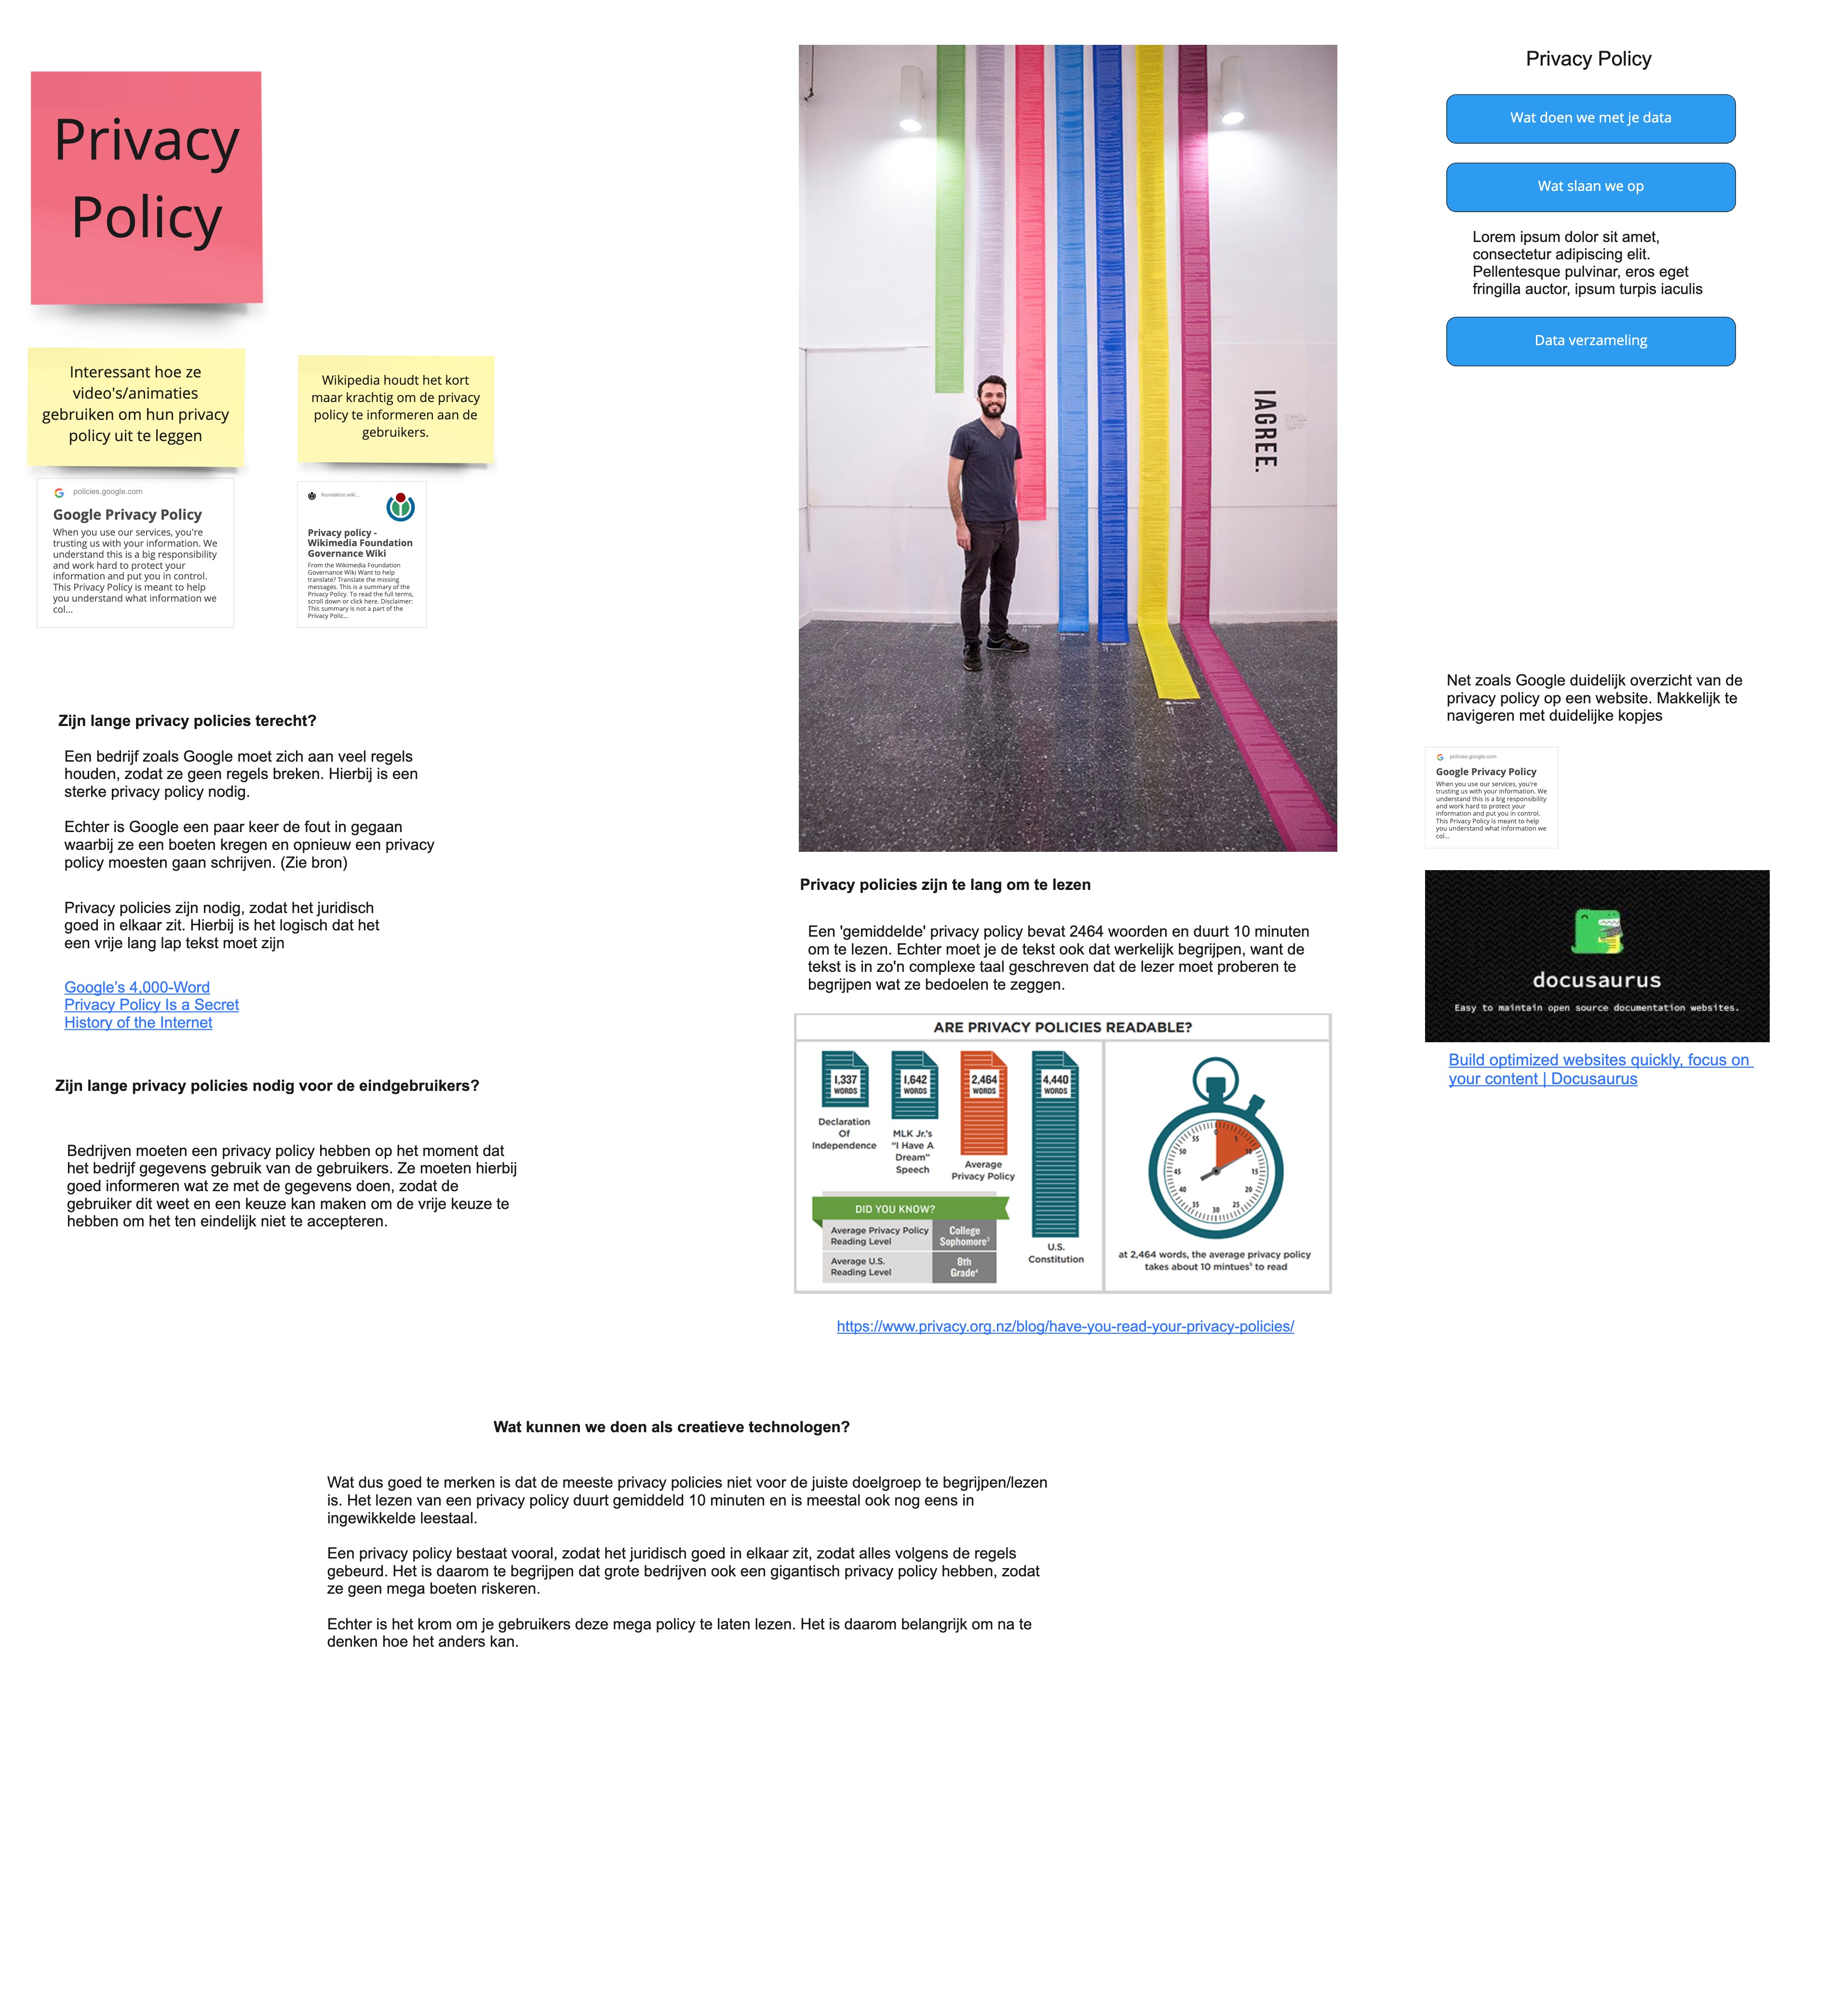 Privacy
Policy
Interessant hoe ze
video's/animaties
gebruiken om hun privacy
policy uit te leggen
Wikipedia houdt het kort
maar krachtig om de privacy
policy te informeren aan de
gebruikers.
policies.google.com
Google Privacy Policy
When you use our services, you're
trusting us with your information. We
understand this is a big responsibility
and work hard to protect your
information and put you in control.
This Privacy Policy is meant to help
you understand what information we
col...
foundation.wiki...
Privacy policy -
Wikimedia Foundation
Governance Wiki
From the Wikimedia Foundation
Governance Wiki Want to help
translate? Translate the missing
messages. This is a summary of the
Privacy Policy. To read the full terms,
scroll down or click here. Disclaimer:
This summary is not a part of the
Privacy Polic...
Zijn lange privacy policies terecht?
Een bedrijf zoals Google moet zich aan veel regels
houden, zodat ze geen regels breken. Hierbij is een
sterke privacy policy nodig.
Echter is Google een paar keer de fout in gegaan
waarbij ze een boeten kregen en opnieuw een privacy
policy moesten gaan schrijven. (Zie bron)
Privacy policies zijn nodig, zodat het juridisch
goed in elkaar zit. Hierbij is het logisch dat het
een vrije lang lap tekst moet zijn
Google's 4,000-Word
Privacy Policy Is a Secret
History of the Internet
Zijn lange privacy policies nodig voor de eindgebruikers?
Bedrijven moeten een privacy policy hebben op het moment dat
het bedrijf gegevens gebruik van de gebruikers. Ze moeten hierbij
goed informeren wat ze met de gegevens doen, zodat de
gebruiker dit weet en een keuze kan maken om de vrije keuze te
hebben om het ten eindelijk niet te accepteren.
IAGREE.
Privacy policies zijn te lang om te lezen
Een 'gemiddelde' privacy policy bevat 2464 woorden en duurt 10 minuten
om te lezen. Echter moet je de tekst ook dat werkelijk begrijpen, want de
tekst is in zo'n complexe taal geschreven dat de lezer moet proberen te
begrijpen wat ze bedoelen te zeggen.
ARE PRIVACY POLICIES READABLE?
1,337
WORDS
Declaration
Of
Independence
1,642
WORDS
MLK Jr.'s
"I Have A
Dream"
Speech
2,464
WORDS
Average
Privacy Policy
4,440
WORDS
U.S.
Constitution
DID YOU KNOW?
Average Privacy Policy
Reading Level
College
Sophomore³
Average U.S.
Reading Level
8th
Grade⁴
0
5
10
15
20
25
30
35
40
45
50
55
at 2,464 words, the average privacy policy
takes about 10 mintues⁵ to read
https://www.privacy.org.nz/blog/have-you-read-your-privacy-policies/
Privacy Policy
Wat doen we met je data
Wat slaan we op
Lorem ipsum dolor sit amet,
consectetur adipiscing elit.
Pellentesque pulvinar, eros eget
fringilla auctor, ipsum turpis iaculis
Data verzameling
Net zoals Google duidelijk overzicht van de
privacy policy op een website. Makkelijk te
navigeren met duidelijke kopjes
policies.google.com
Google Privacy Policy
When you use our services, you're
trusting us with your information. We
understand this is a big responsibility
and work hard to protect your
information and put you in control.
This Privacy Policy is meant to help
you understand what information we
col...
docusaurus
Easy to maintain open source documentation websites.
Build optimized websites quickly, focus on
your content | Docusaurus
Wat kunnen we doen als creatieve technologen?
Wat dus goed te merken is dat de meeste privacy policies niet voor de juiste doelgroep te begrijpen/lezen
is. Het lezen van een privacy policy duurt gemiddeld 10 minuten en is meestal ook nog eens in
ingewikkelde leestaal.
Een privacy policy bestaat vooral, zodat het juridisch goed in elkaar zit, zodat alles volgens de regels
gebeurd. Het is daarom te begrijpen dat grote bedrijven ook een gigantisch privacy policy hebben, zodat
ze geen mega boeten riskeren.
Echter is het krom om je gebruikers deze mega policy te laten lezen. Het is daarom belangrijk om na te
denken hoe het anders kan.